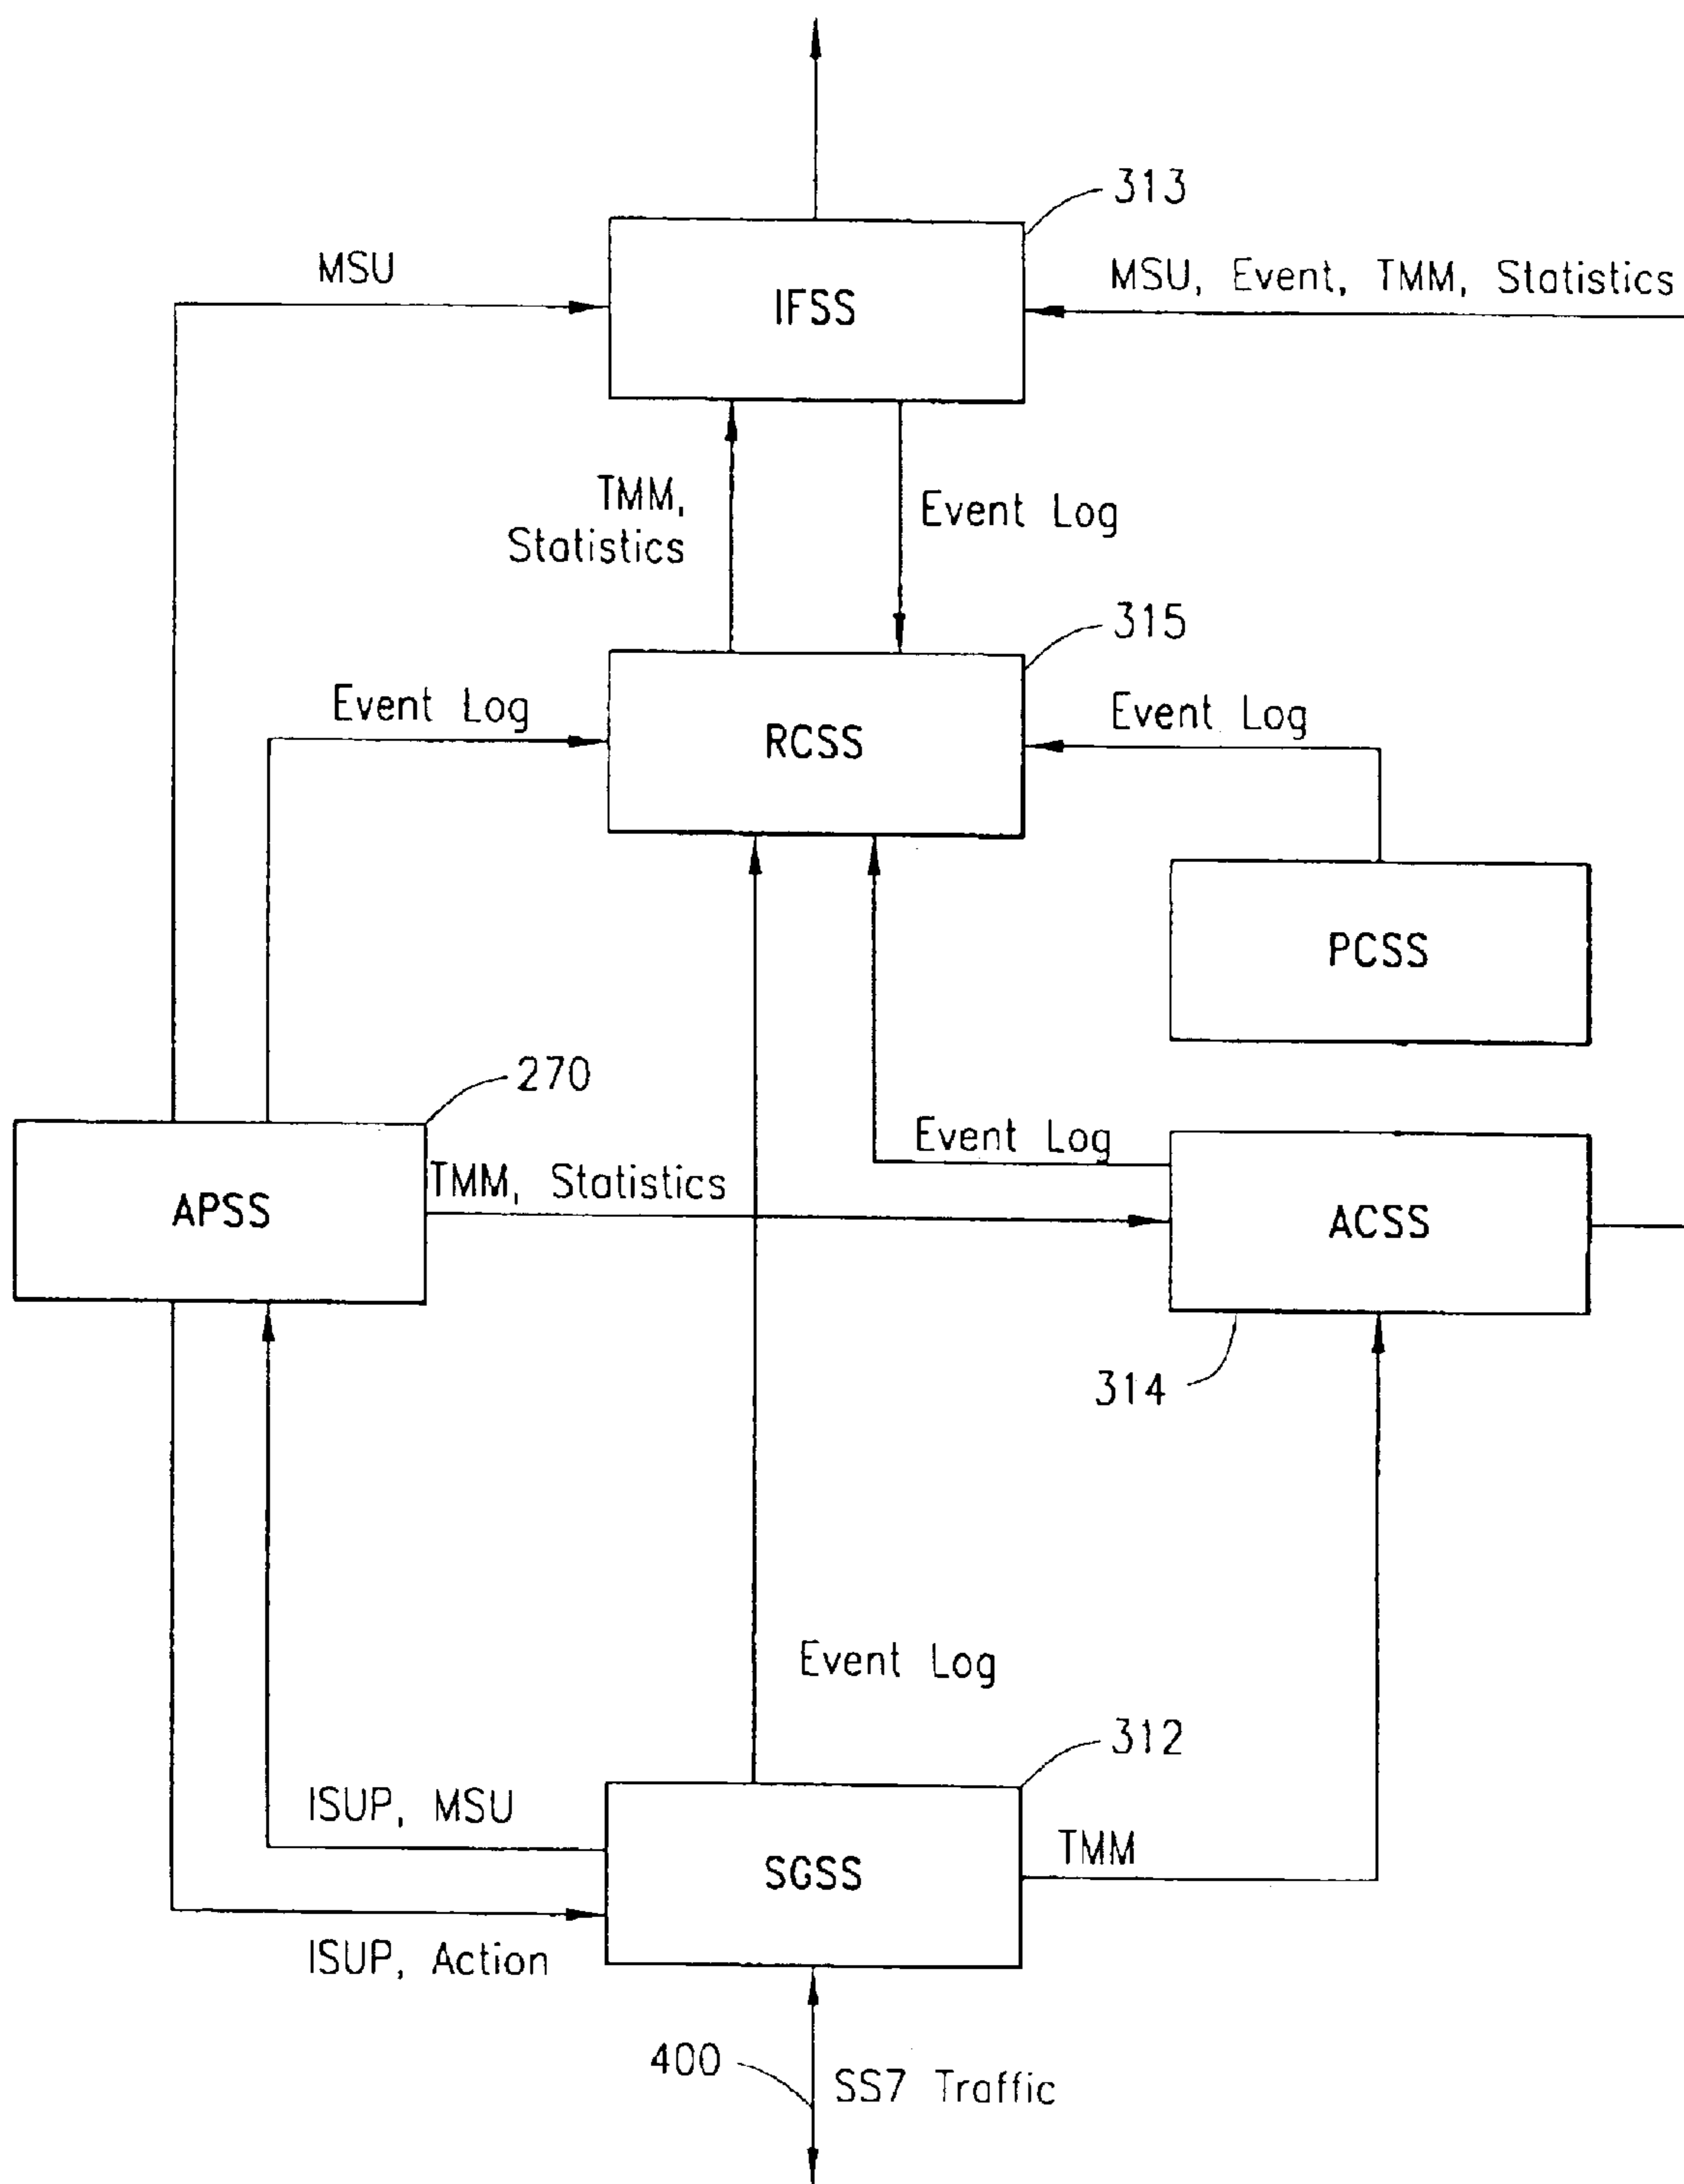 313
MSU
MSU, Event, TMM, Statistics
IFSS
TMM,
Statistics
Event Log
315
Event Log
Event Log
RCSS
PCSS
270
Event Log
TMM, Statistics
APSS
ACSS
314
Event Log
312
ISUP, MSU
TMM
SGSS
ISUP, Action
400
SS7 Traffic